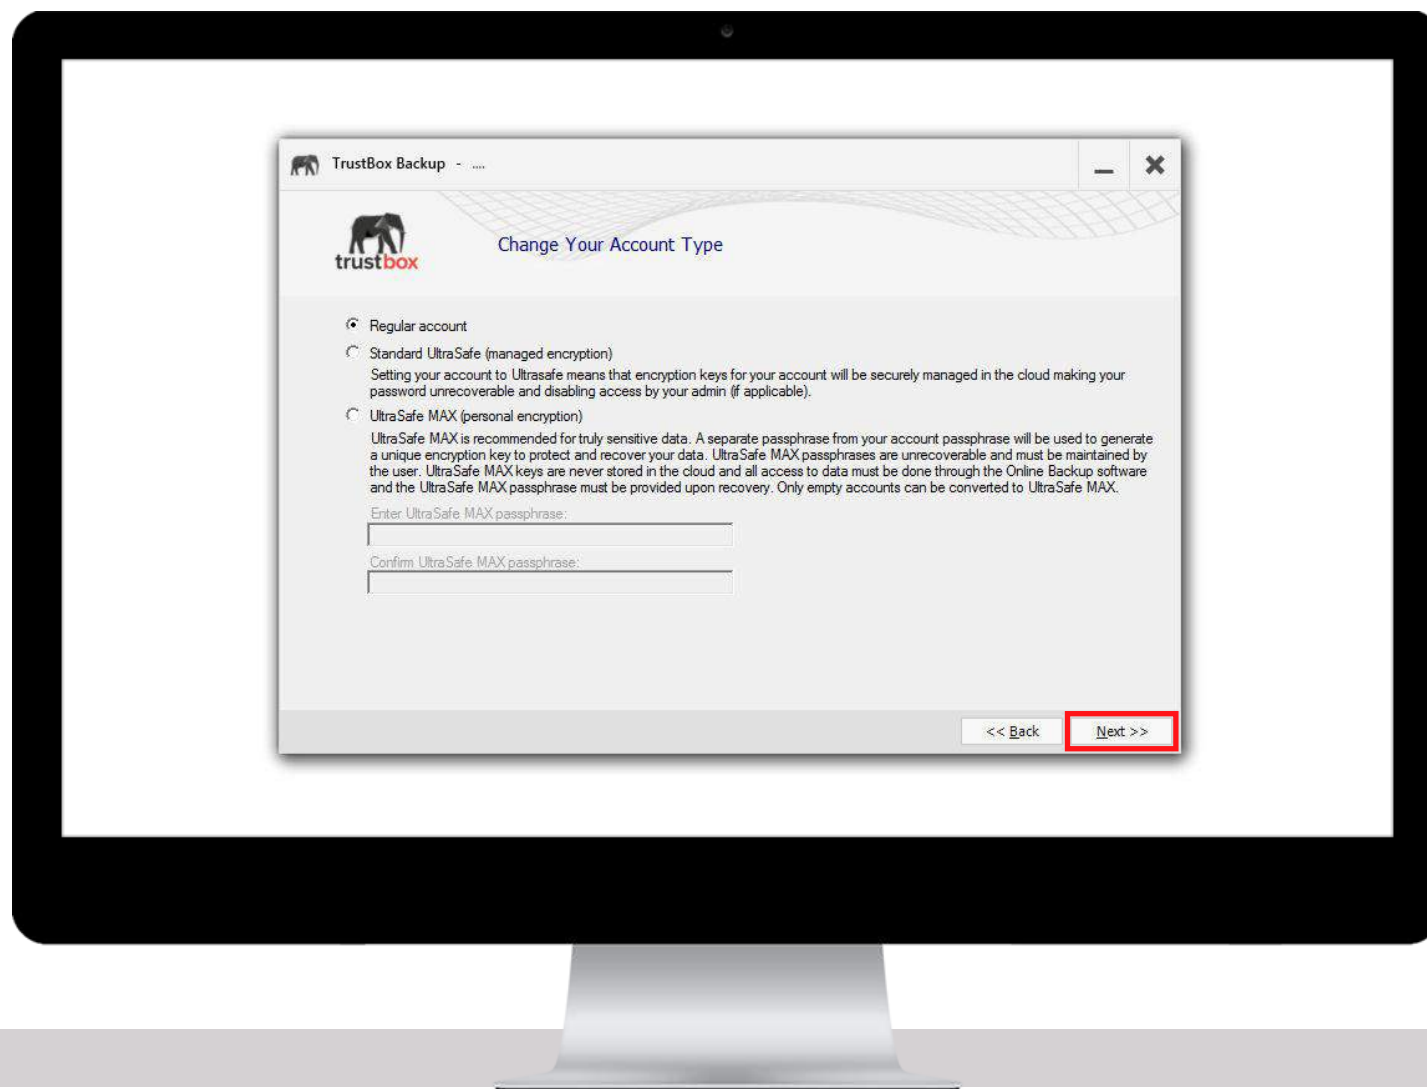 TrustBox Backup - ....
trustbox
Change Your Account Type
Regular account
Standard UltraSafe (managed encryption)
Setting your account to Ultrasafe means that encryption keys for your account will be securely managed in the cloud making your
password unrecoverable and disabling access by your admin (if applicable).
UltraSafe MAX (personal encryption)
UltraSafe MAX is recommended for truly sensitive data. A separate passphrase from your account passphrase will be used to generate
a unique encryption key to protect and recover your data. UltraSafe MAX passphrases are unrecoverable and must be maintained by
the user. UltraSafe MAX keys are never stored in the cloud and all access to data must be done through the Online Backup software
and the UltraSafe MAX passphrase must be provided upon recovery. Only empty accounts can be converted to UltraSafe MAX.
Enter UltraSafe MAX passphrase:
Confirm UltraSafe MAX passphrase:
<< Back
Next >>